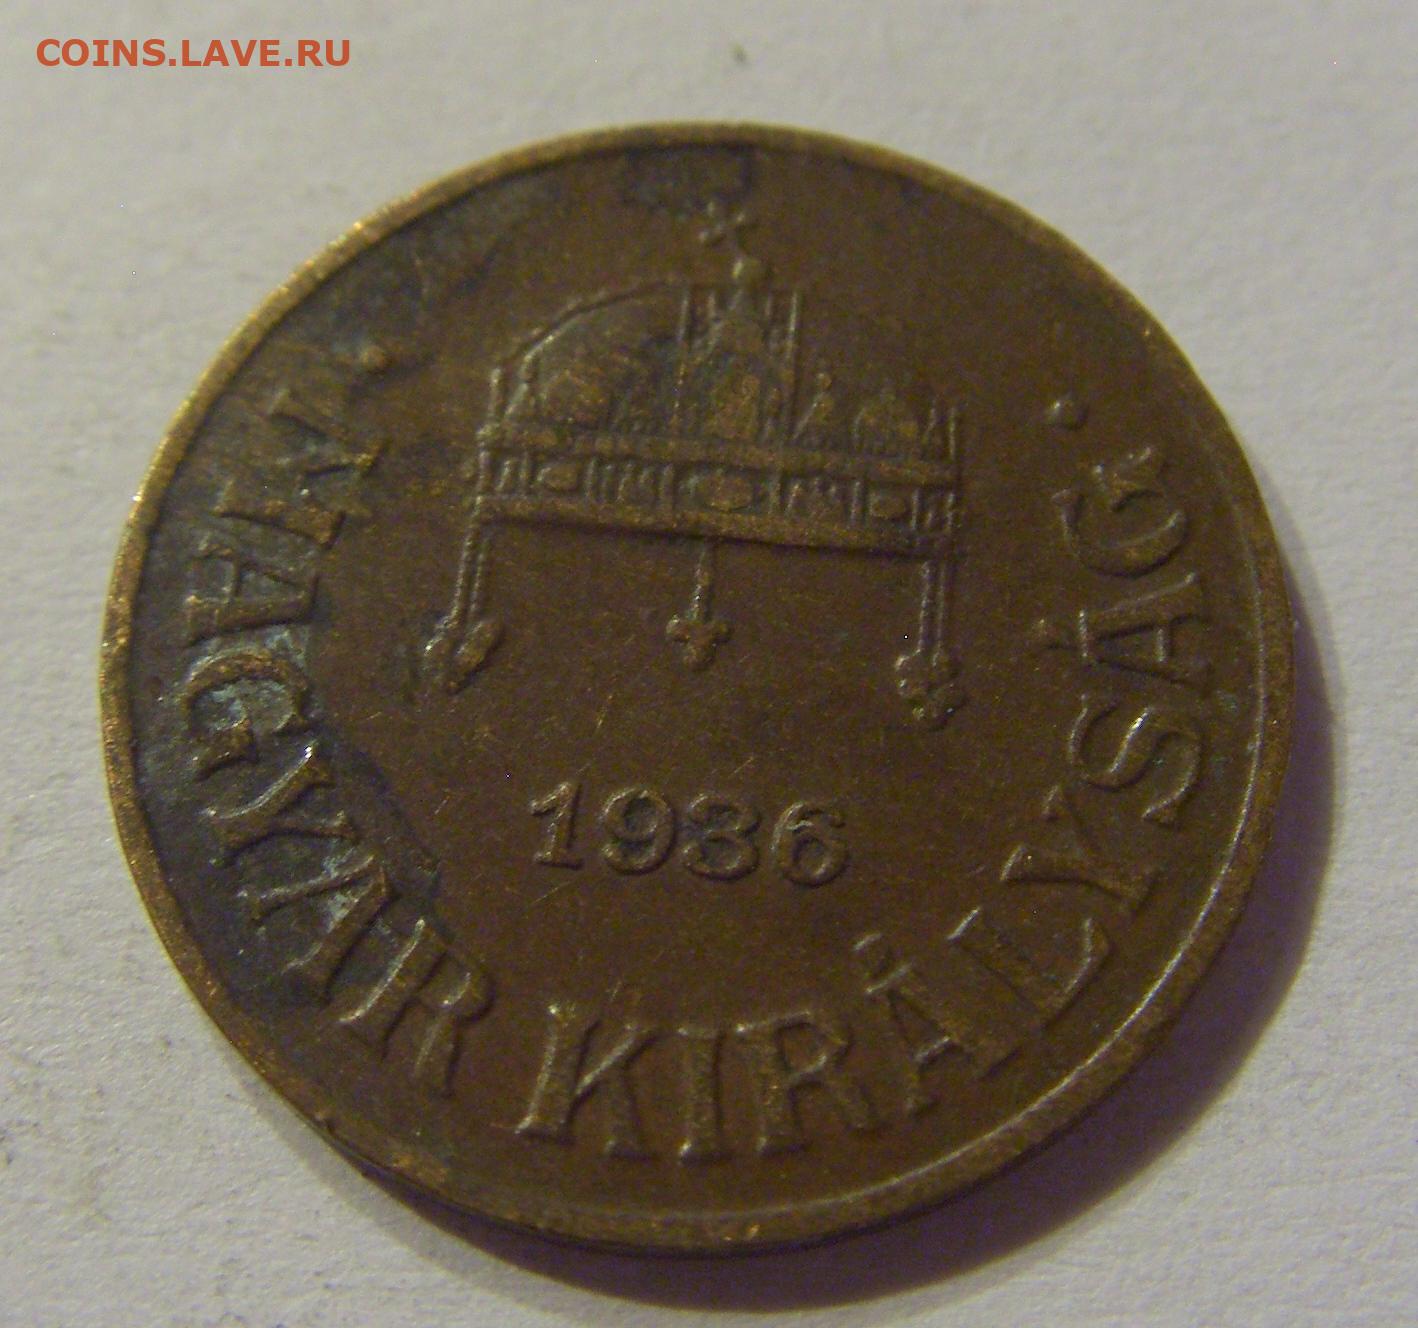 COINS.LAVE.RU
· MAGYAR KIRÁLYSÁG ·
1936